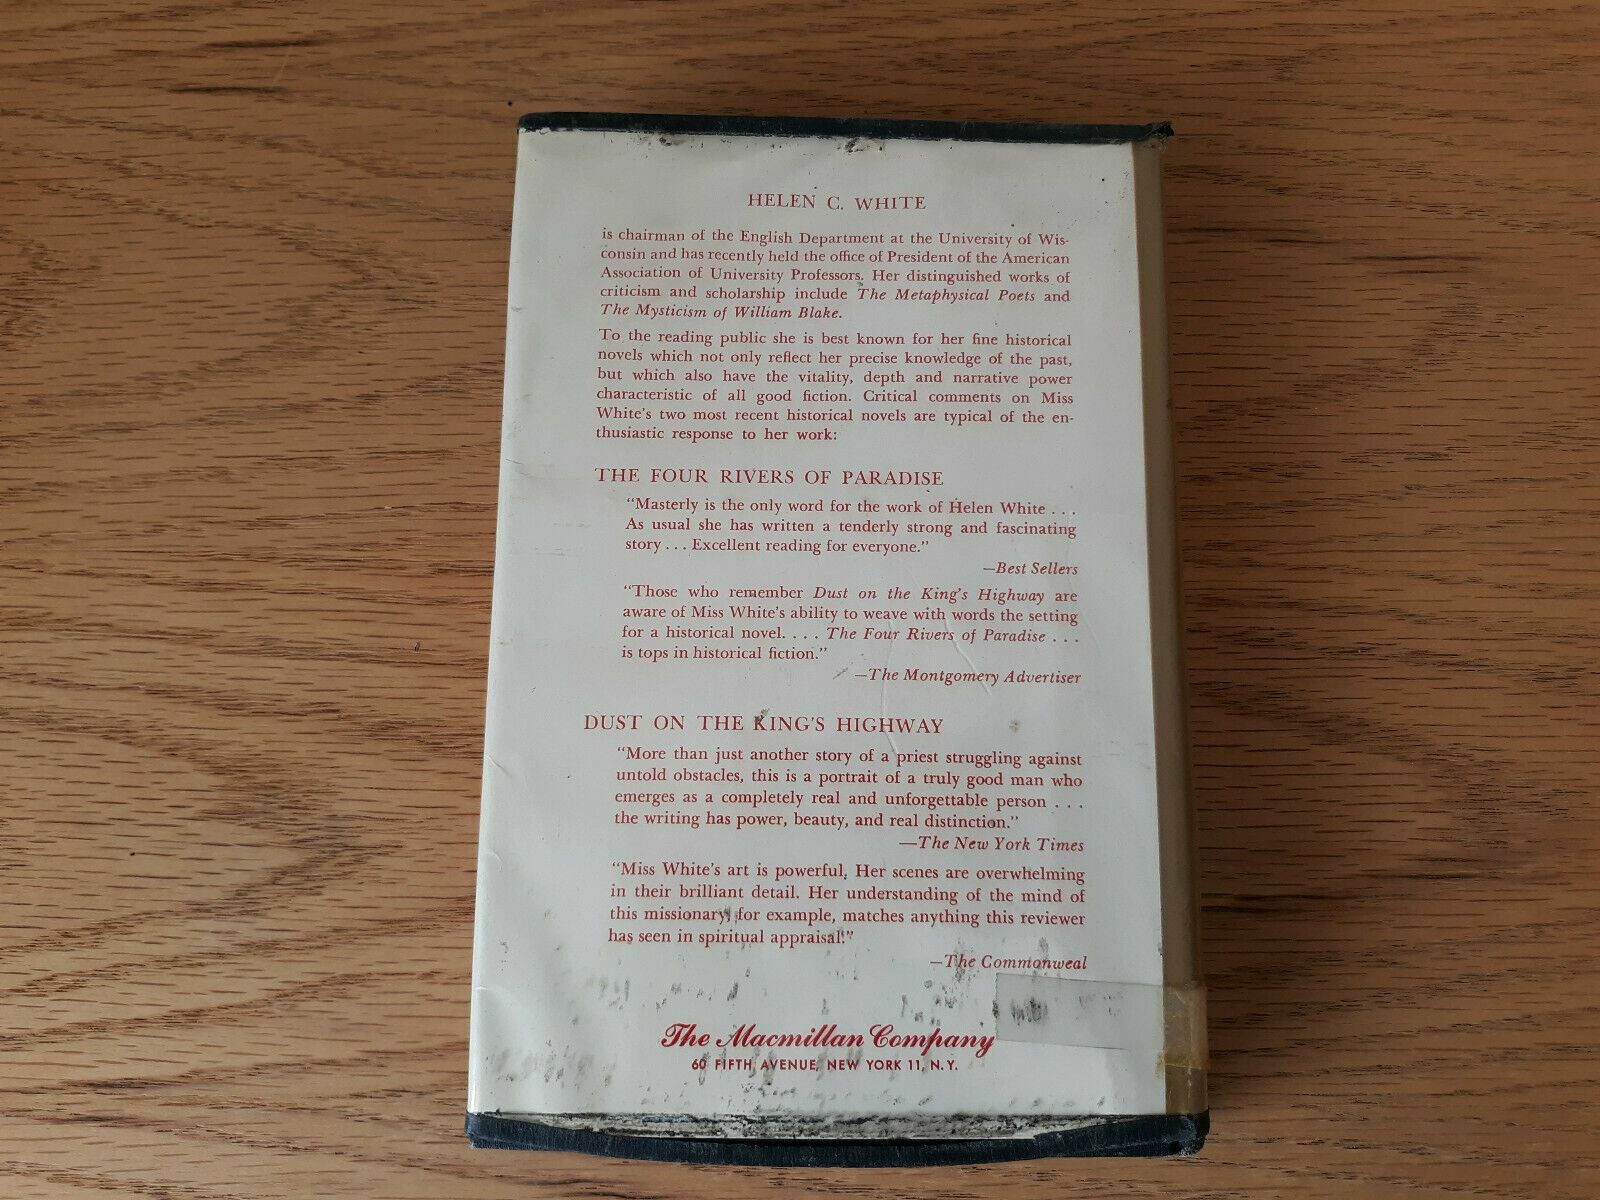 HELEN C. WHITE
is chairman of the English Department at the University of Wis-
consin and has recently held the office of President of the American
Association of University Professors. Her distinguished works of
criticism and scholarship include The Metaphysical Poets and
The Mysticism of William Blake.
To the reading public she is best known for her fine historical
novels which not only reflect her precise knowledge of the past,
but which also have the vitality, depth and narrative power
characteristic of all good fiction. Critical comments on Miss
White's two most recent historical novels are typical of the en-
thusiastic response to her work:
THE FOUR RIVERS OF PARADISE
"Masterly is the only word for the work of Helen White . . .
As usual she has written a tenderly strong and fascinating
story . . . Excellent reading for everyone."
—Best Sellers
"Those who remember Dust on the King's Highway are
aware of Miss White's ability to weave with words the setting
for a historical novel. . . . The Four Rivers of Paradise . . .
is tops in historical fiction."
—The Montgomery Advertiser
DUST ON THE KING'S HIGHWAY
"More than just another story of a priest struggling against
untold obstacles, this is a portrait of a truly good man who
emerges as a completely real and unforgettable person . . .
the writing has power, beauty, and real distinction."
—The New York Times
"Miss White's art is powerful. Her scenes are overwhelming
in their brilliant detail. Her understanding of the mind of
this missionary, for example, matches anything this reviewer
has seen in spiritual appraisal."
—The Commonweal
The Macmillan Company
60 FIFTH AVENUE, NEW YORK 11, N.Y.